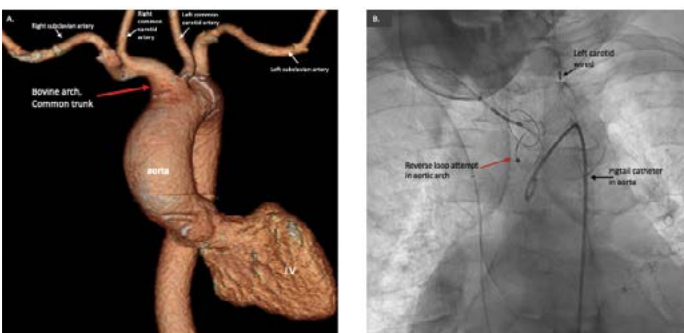 A.
Right subclavian artery
Right
common
carotid
artery
Left common
carotid artery
Left subclavian artery
Bovine arch.
Common trunk
aorta
LV
B.
Left carotid
wired
Reverse loop attempt
in aortic arch
Pigtail catheter
in aorta